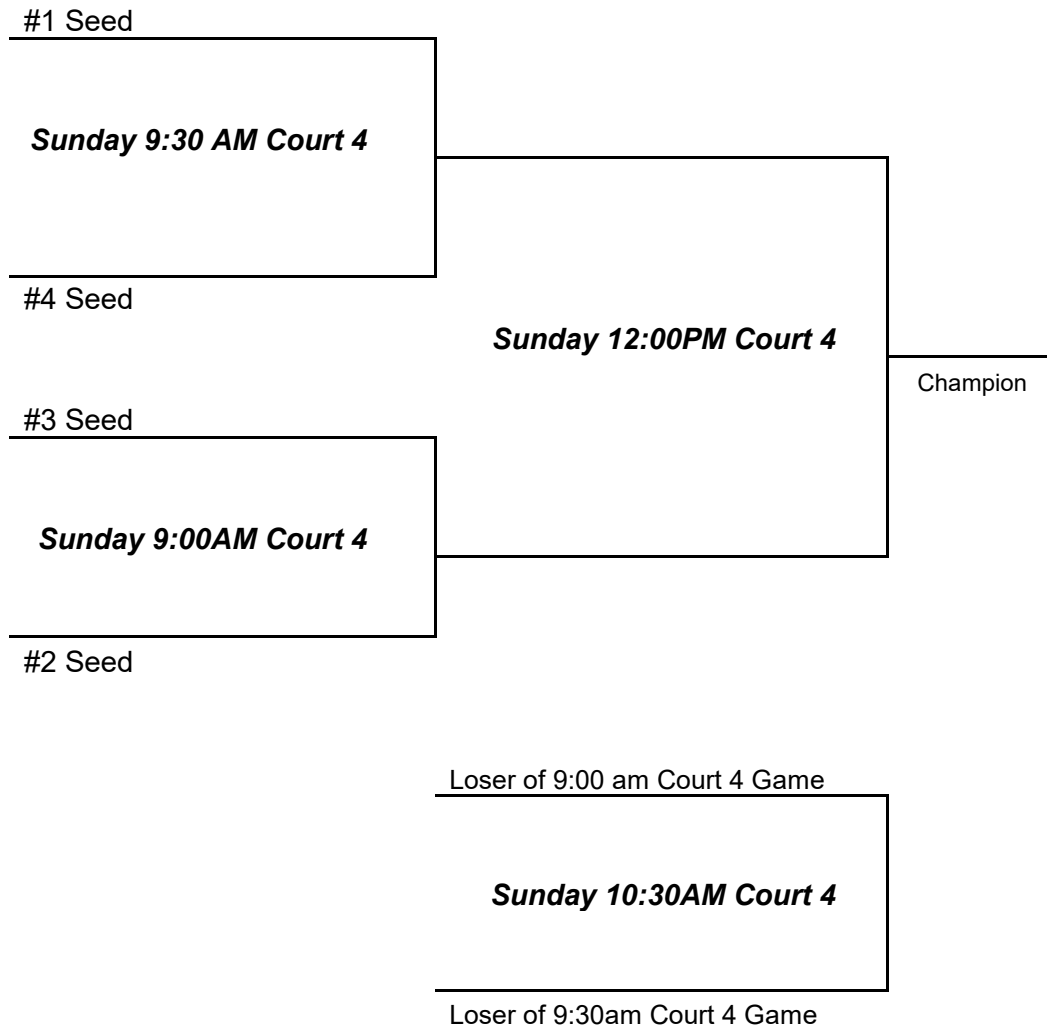 #1 Seed
Sunday 9:30 AM Court 4
#4 Seed
Sunday 12:00PM Court 4
Champion
#3 Seed
Sunday 9:00AM Court 4
#2 Seed
Loser of 9:00 am Court 4 Game
Sunday 10:30AM Court 4
Loser of 9:30am Court 4 Game